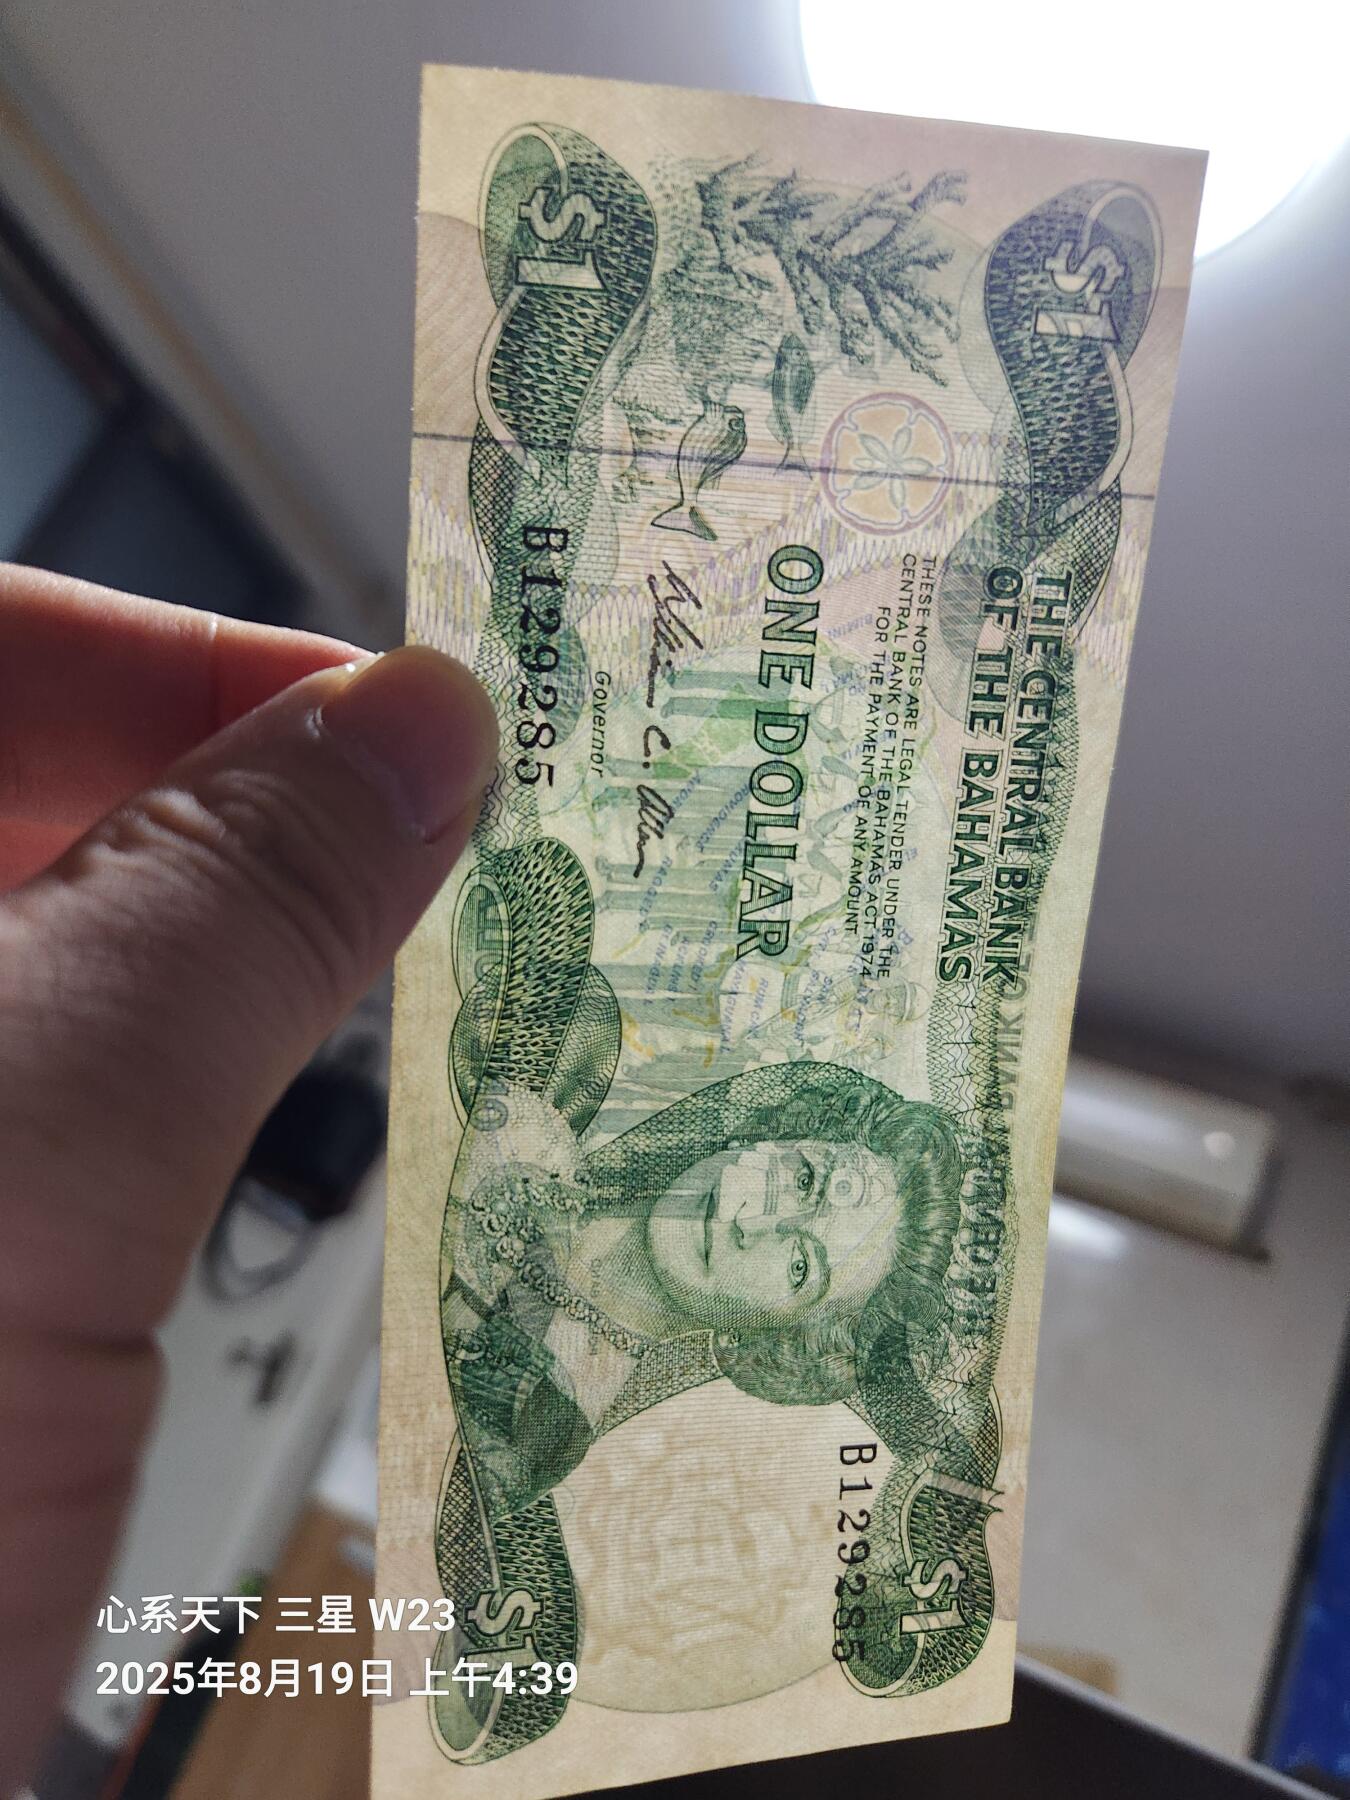 $1
$1
THE CENTRAL BANK
OF THE BAHAMAS
THESE NOTES ARE LEGAL TENDER UNDER THE
CENTRAL BANK OF THE BAHAMAS ACT 1974
FOR THE PAYMENT OF ANY AMOUNT
ONE DOLLAR
William C. Allen
Governor
B129285
B129285
$1
$1
心系天下 三星 W23
2025年8月19日 上午4:39